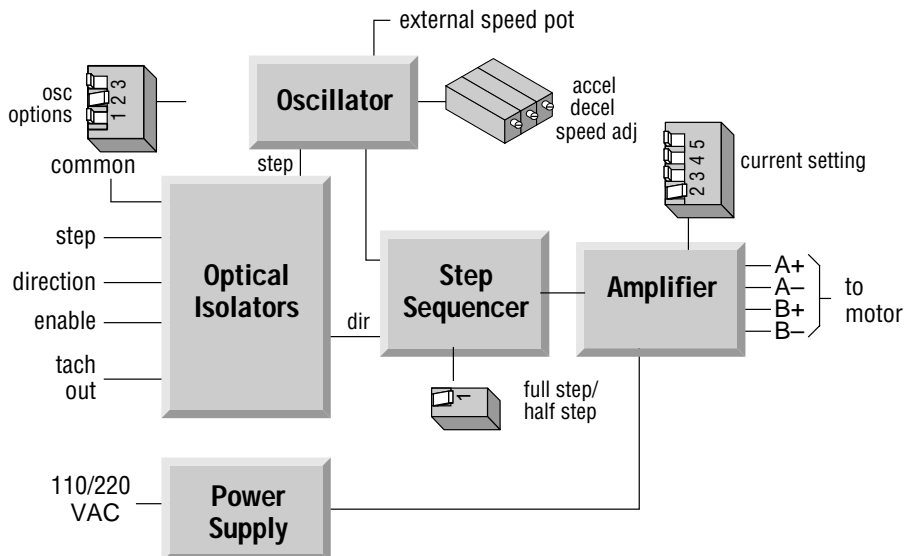 external speed pot
osc
options
1 2 3
Oscillator
accel
decel
speed adj
common
step
2 3 4 5
current setting
step
direction
enable
tach
out
Optical
Isolators
dir
Step
Sequencer
Amplifier
A+
A–
B+
B–
to
motor
1
full step/
half step
110/220
VAC
Power
Supply